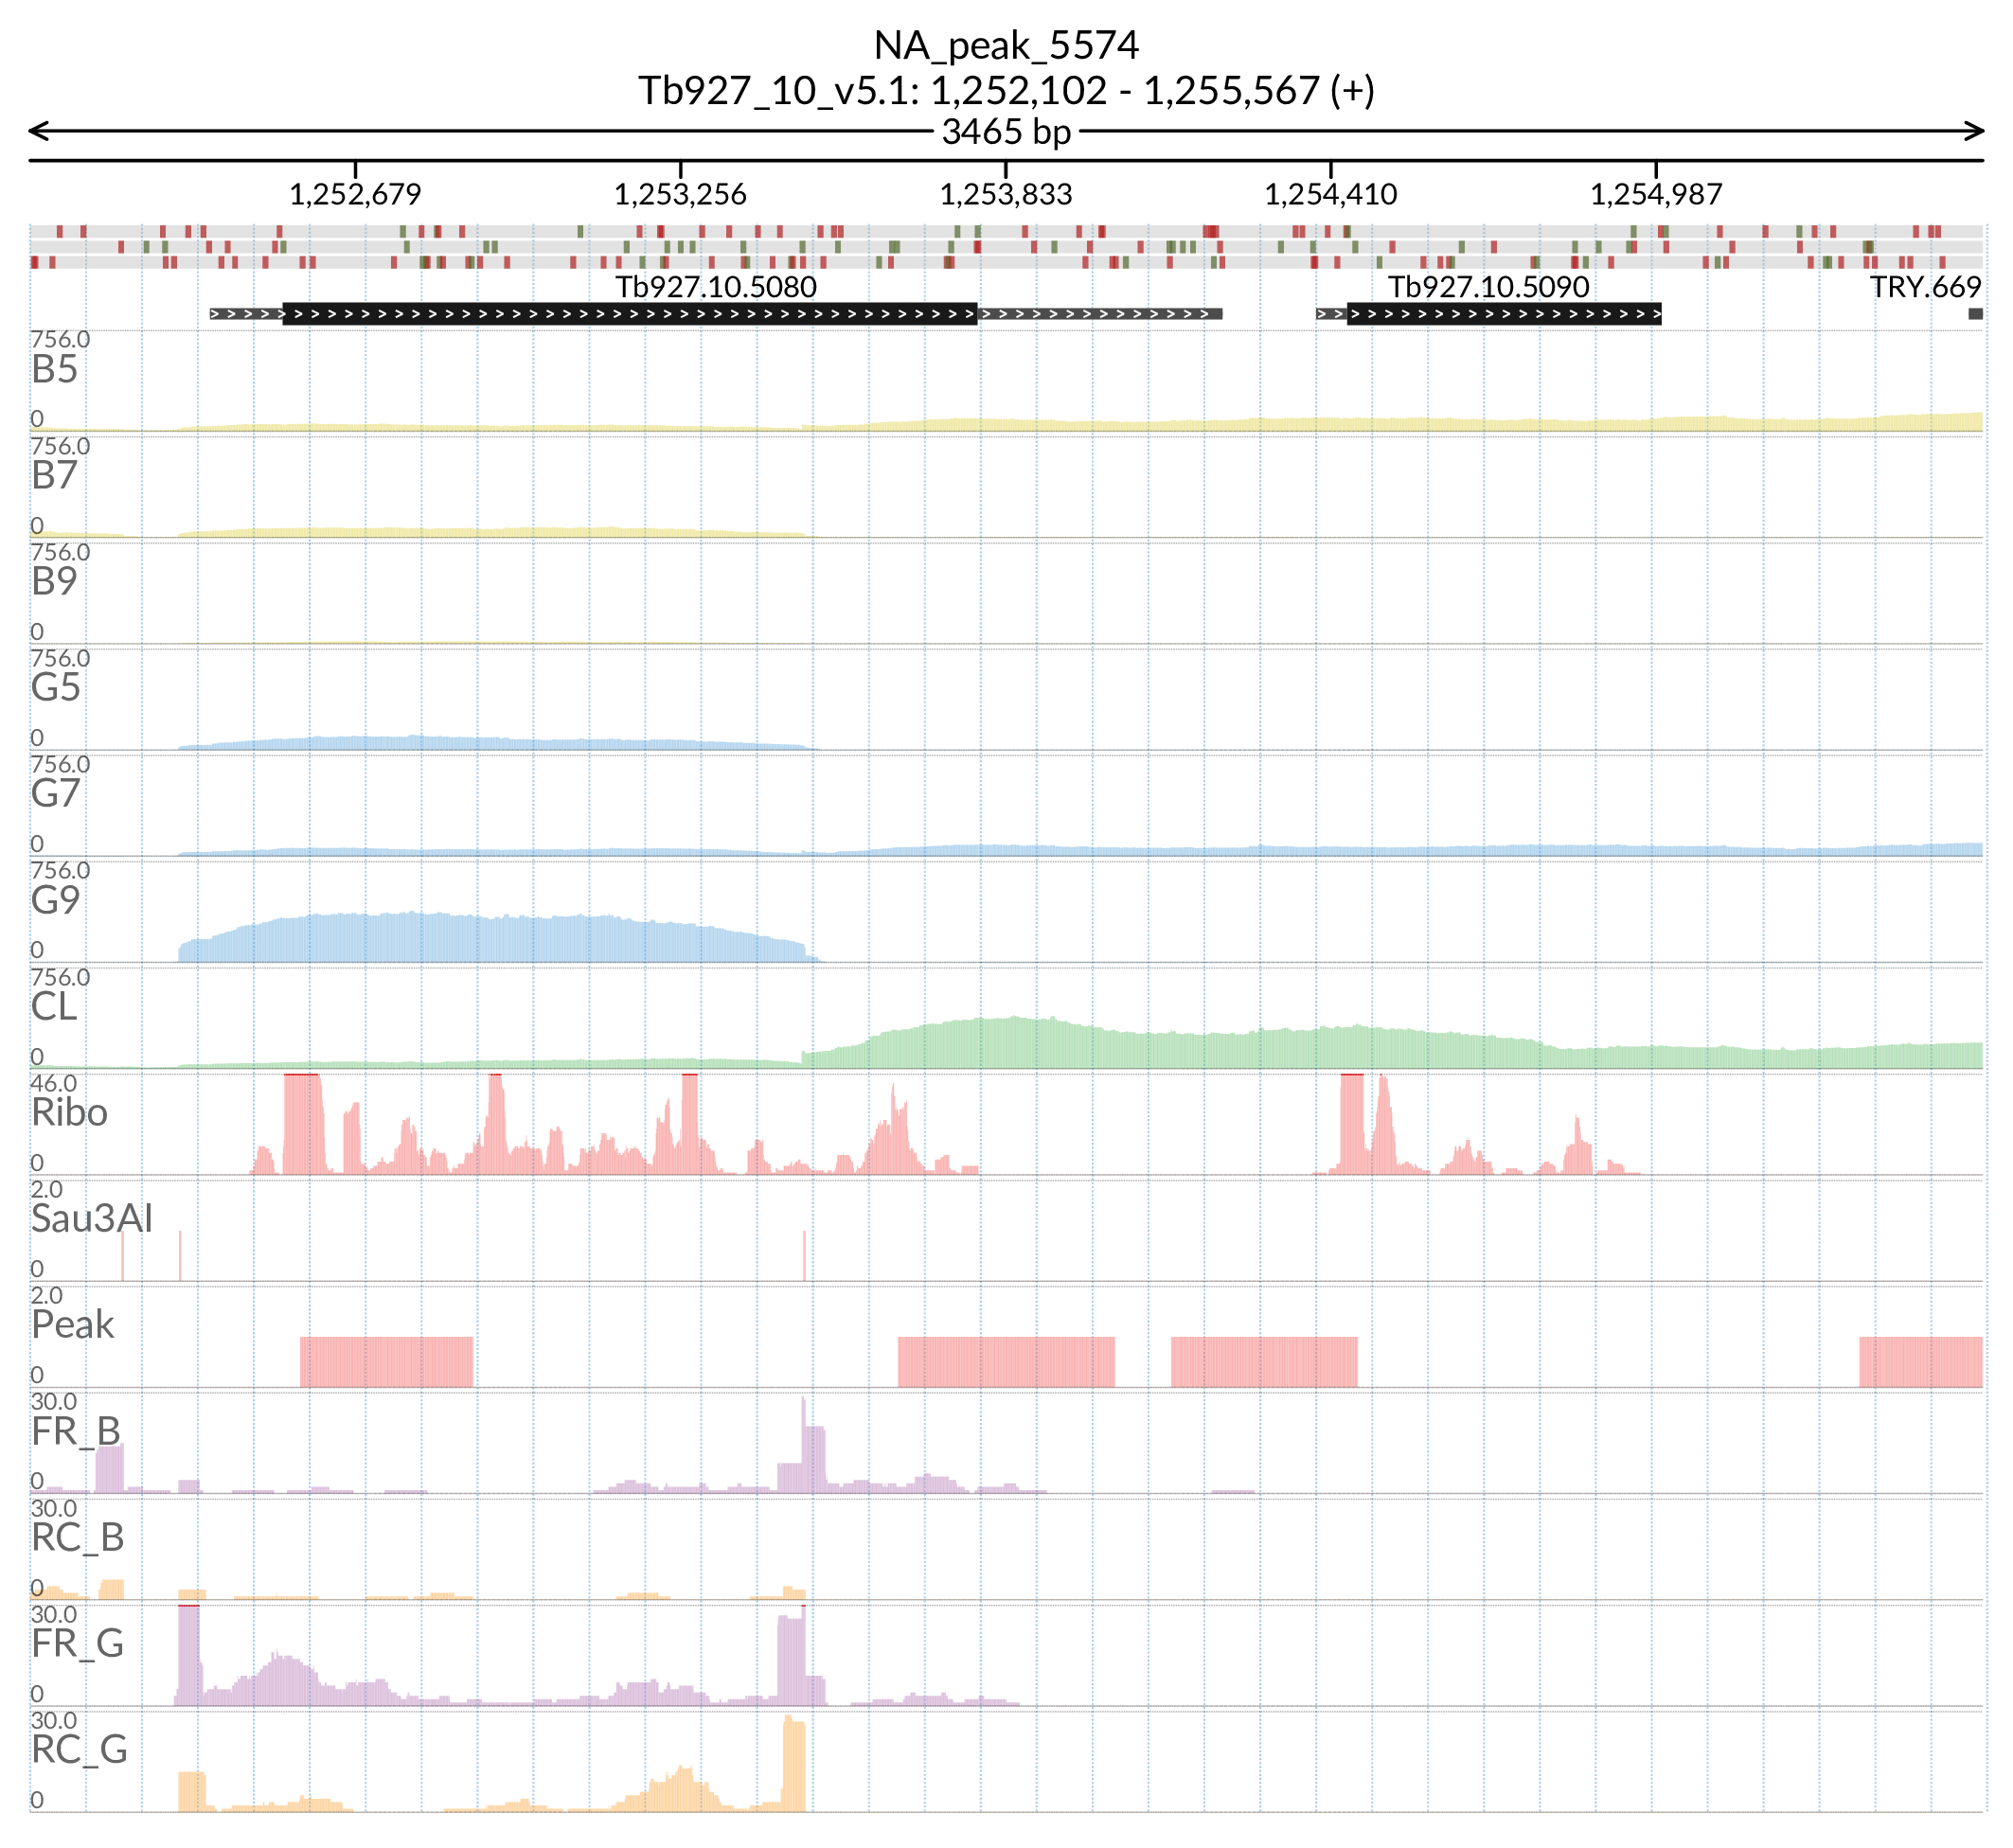 NA_peak_5574
Tb927_10_v5.1: 1,252,102 - 1,255,567 (+)
3465 bp
1,252,679 1,253,256 1,253,833 1,254,410 1,254,987
Tb927.10.5080 Tb927.10.5090 TRY.669
756.0
B5
0
756.0
B7
0
756.0
B9
0
756.0
G5
0
756.0
G7
0
756.0
G9
0
756.0
CL
0
46.0
Ribo
0
2.0
Sau3AI
0
2.0
Peak
0
30.0
FR_B
0
30.0
RC_B
0
30.0
FR_G
0
30.0
RC_G
0